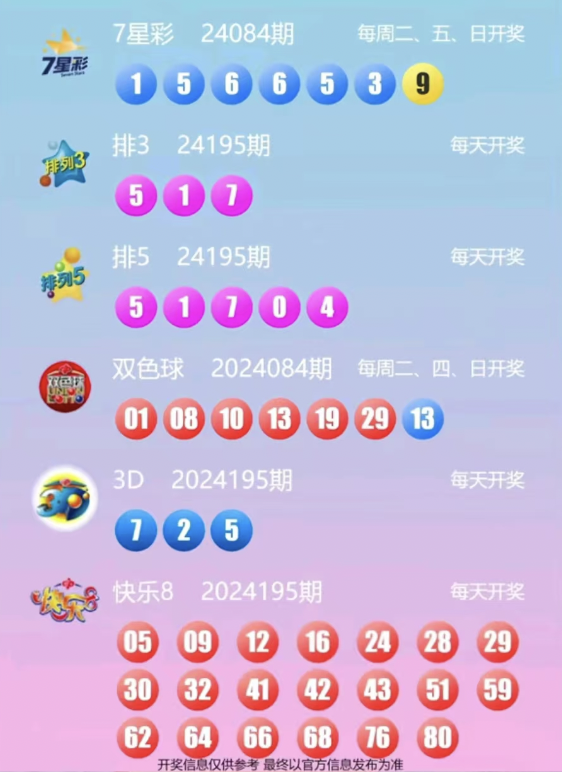 7星彩 24084期 每周二、五、日开奖
7星彩
1 5 6 6 5 3 9
排3 24195期 每天开奖
排列3
5 1 7
排5 24195期 每天开奖
排列5
5 1 7 0 4
双色球 2024084期 每周二、四、日开奖
双色球
01 08 10 13 19 29 13
3D 2024195期 每天开奖
7 2 5
快乐8 2024195期 每天开奖
快乐
05 09 12 16 24 28 29
30 32 41 42 43 51 59
62 64 66 68 76 80
开奖信息仅供参考 最终以官方信息发布为准